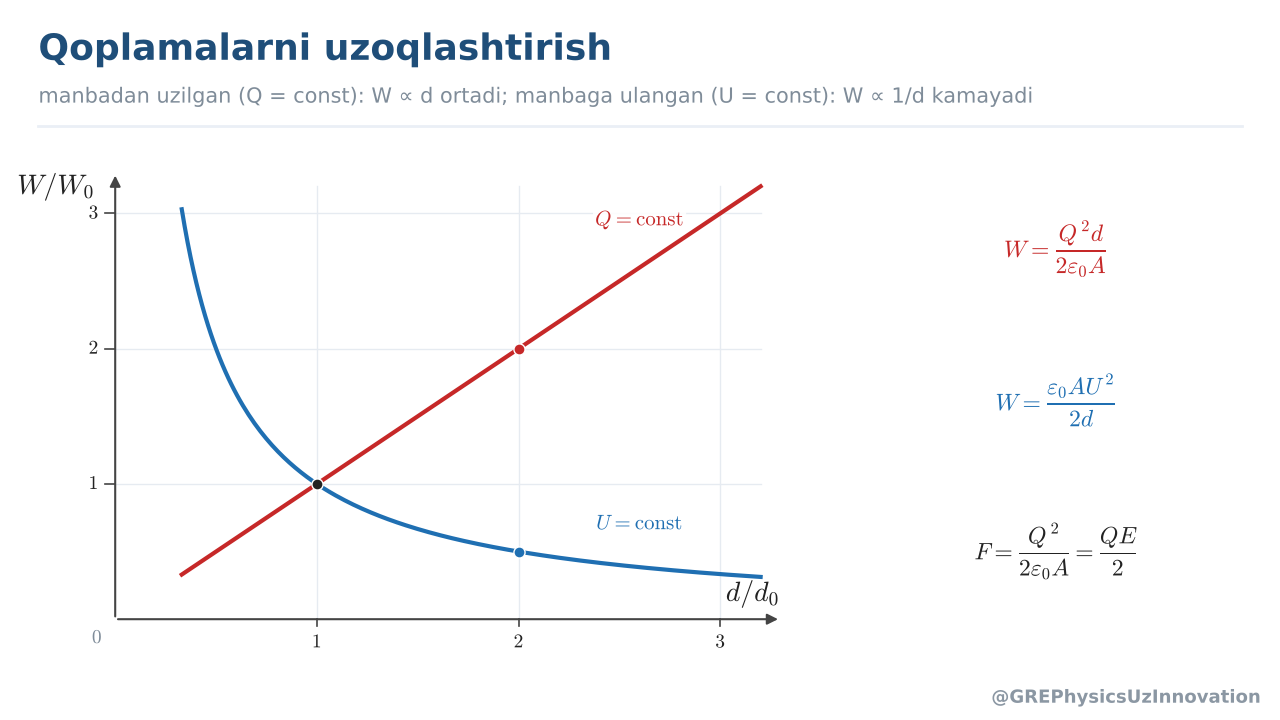 Qoplamalarni uzoqlashtirish
manbadan uzilgan (Q = const): W ∝ d ortadi; manbaga ulangan (U = const): W ∝ 1/d kamayadi
W/W₀
3
2
1
0
1
2
3
d/d₀
Q = const
U = const
W = Q²d / 2ε₀A
W = ε₀AU² / 2d
F = Q² / 2ε₀A = QE / 2
@GREPhysicsUzInnovation